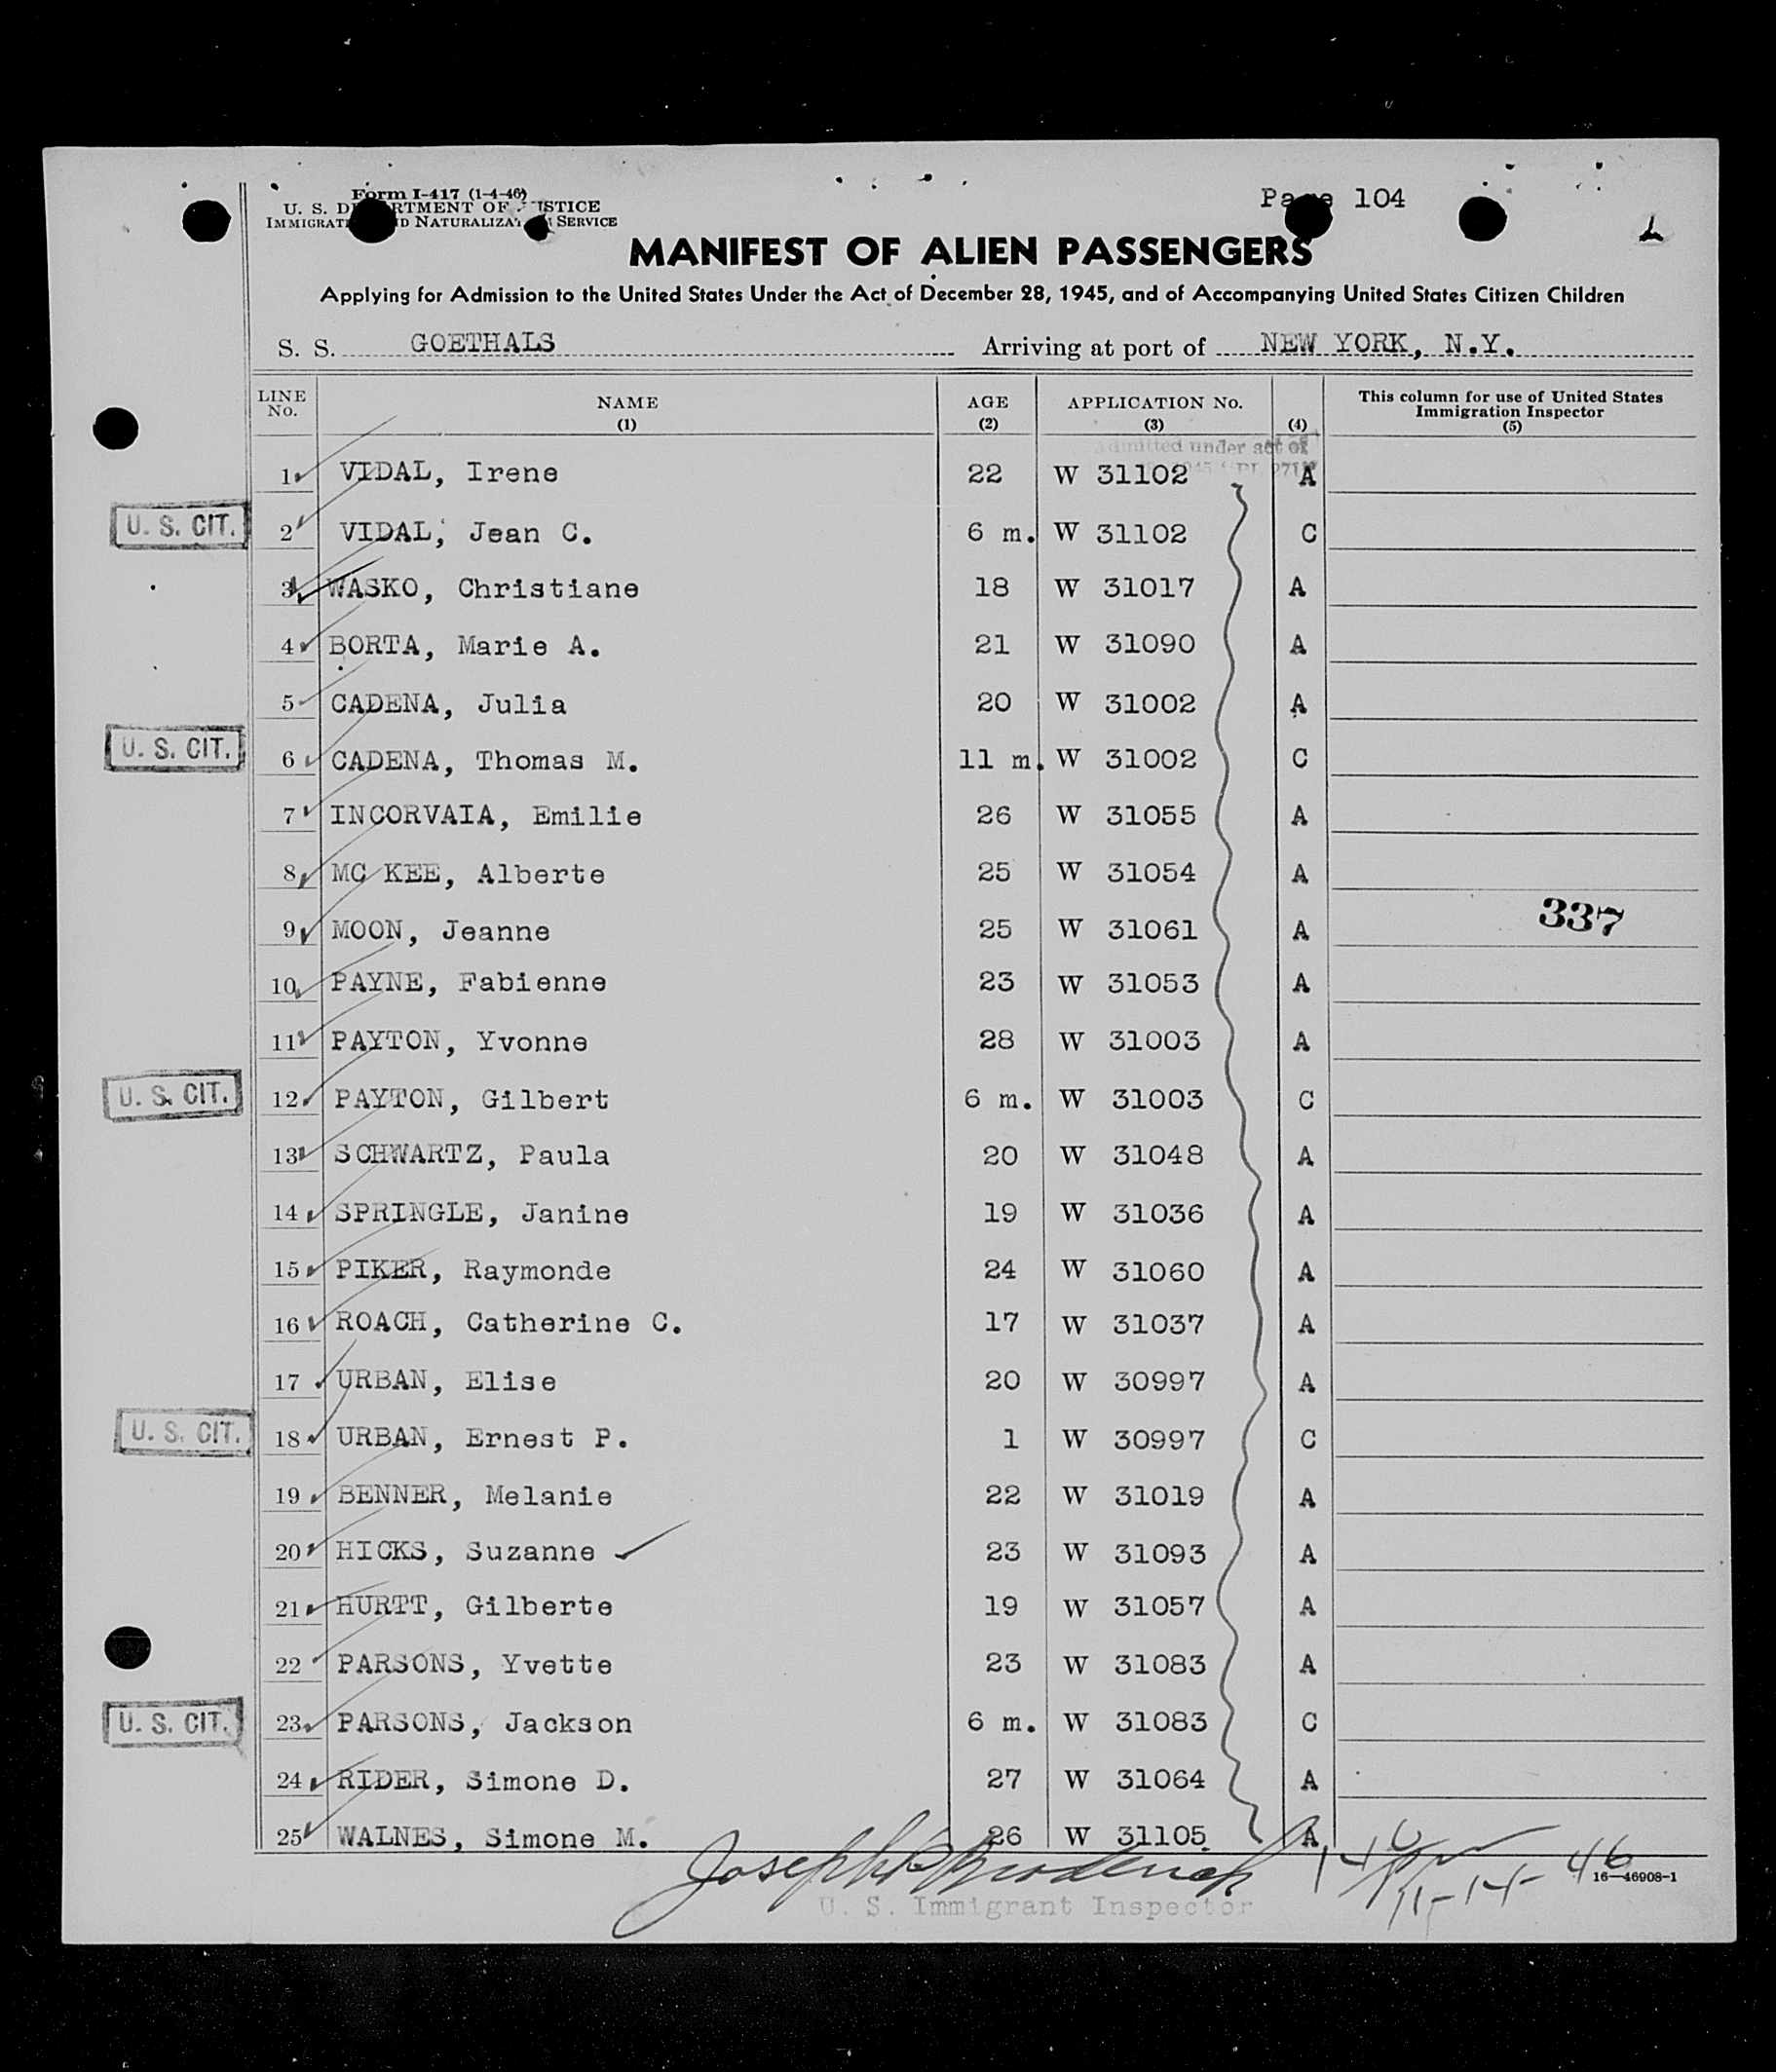 Form I-417 (1-4-46)
U. S. DEPARTMENT OF JUSTICE
IMMIGRATION AND NATURALIZATION SERVICE
Page 104
MANIFEST OF ALIEN PASSENGERS
Applying for Admission to the United States Under the Act of December 28, 1945, and of Accompanying United States Citizen Children
S. S. GOETHALS Arriving at port of NEW YORK, N.Y.
LINE No. NAME (1) AGE (2) APPLICATION No. (3) (4) This column for use of United States Immigration Inspector (5)
admitted under act of
1 VIDAL, Irene 22 W 31102 A
U. S. CIT. 2 VIDAL, Jean C. 6 m. W 31102 C
3 WASKO, Christiane 18 W 31017 A
4 BORTA, Marie A. 21 W 31090 A
5 CADENA, Julia 20 W 31002 A
U. S. CIT. 6 CADENA, Thomas M. 11 m. W 31002 C
7 INCORVAIA, Emilie 26 W 31055 A
8 MC KEE, Alberte 25 W 31054 A
337
9 MOON, Jeanne 25 W 31061 A
10 PAYNE, Fabienne 23 W 31053 A
11 PAYTON, Yvonne 28 W 31003 A
U. S. CIT. 12 PAYTON, Gilbert 6 m. W 31003 C
13 SCHWARTZ, Paula 20 W 31048 A
14 SPRINGLE, Janine 19 W 31036 A
15 PIKER, Raymonde 24 W 31060 A
16 ROACH, Catherine C. 17 W 31037 A
17 URBAN, Elise 20 W 30997 A
U. S. CIT. 18 URBAN, Ernest P. 1 W 30997 C
19 BENNER, Melanie 22 W 31019 A
20 HICKS, Suzanne 23 W 31093 A
21 HURTT, Gilberte 19 W 31057 A
22 PARSONS, Yvette 23 W 31083 A
U. S. CIT. 23 PARSONS, Jackson 6 m. W 31083 C
24 RIDER, Simone D. 27 W 31064 A
25 WALNES, Simone M. 26 W 31105 A
Joseph
U. S. Immigrant Inspector
16—46908-1